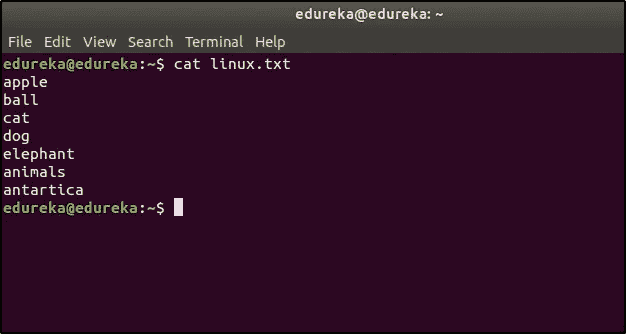 edureka@edureka: ~
File Edit View Search Terminal Help
edureka@edureka:~$ cat linux.txt
apple
ball
cat
dog
elephant
animals
antartica
edureka@edureka:~$